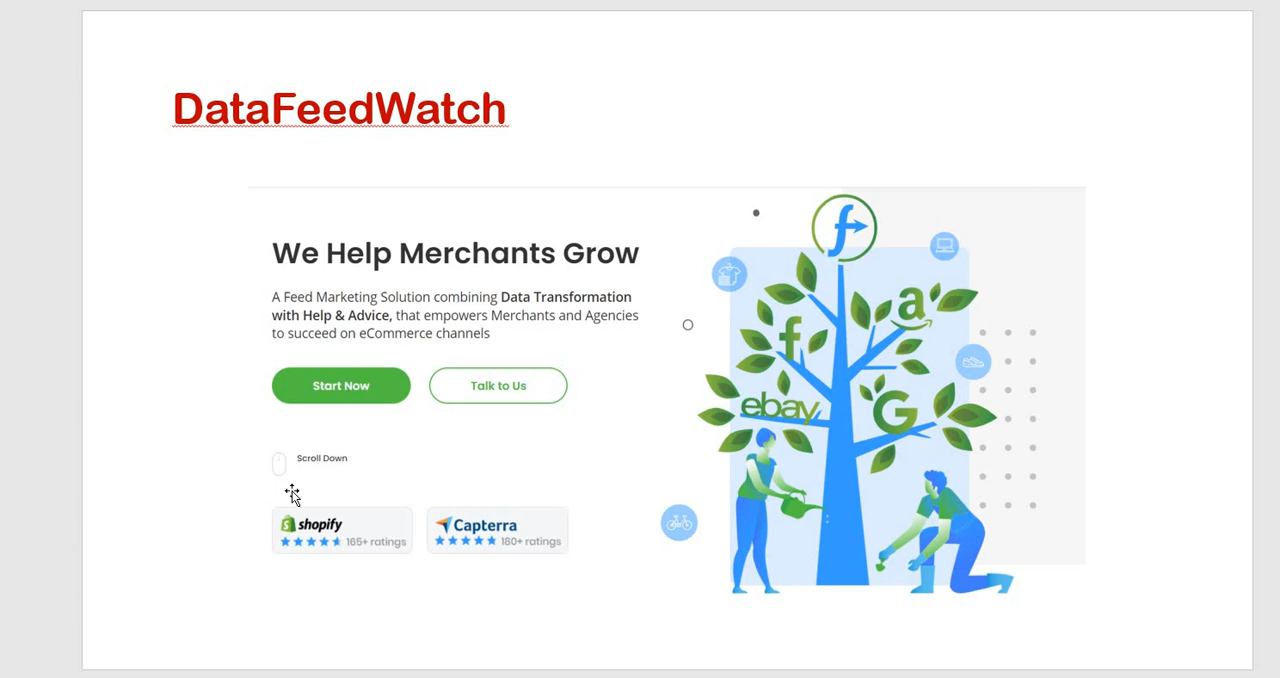 DataFeedWatch
We Help Merchants Grow
A Feed Marketing Solution combining Data Transformation
with Help & Advice, that empowers Merchants and Agencies
to succeed on eCommerce channels
Start Now
Talk to Us
Scroll Down
shopify
165+ ratings
Capterra
180+ ratings
f
a
f
ebay
G